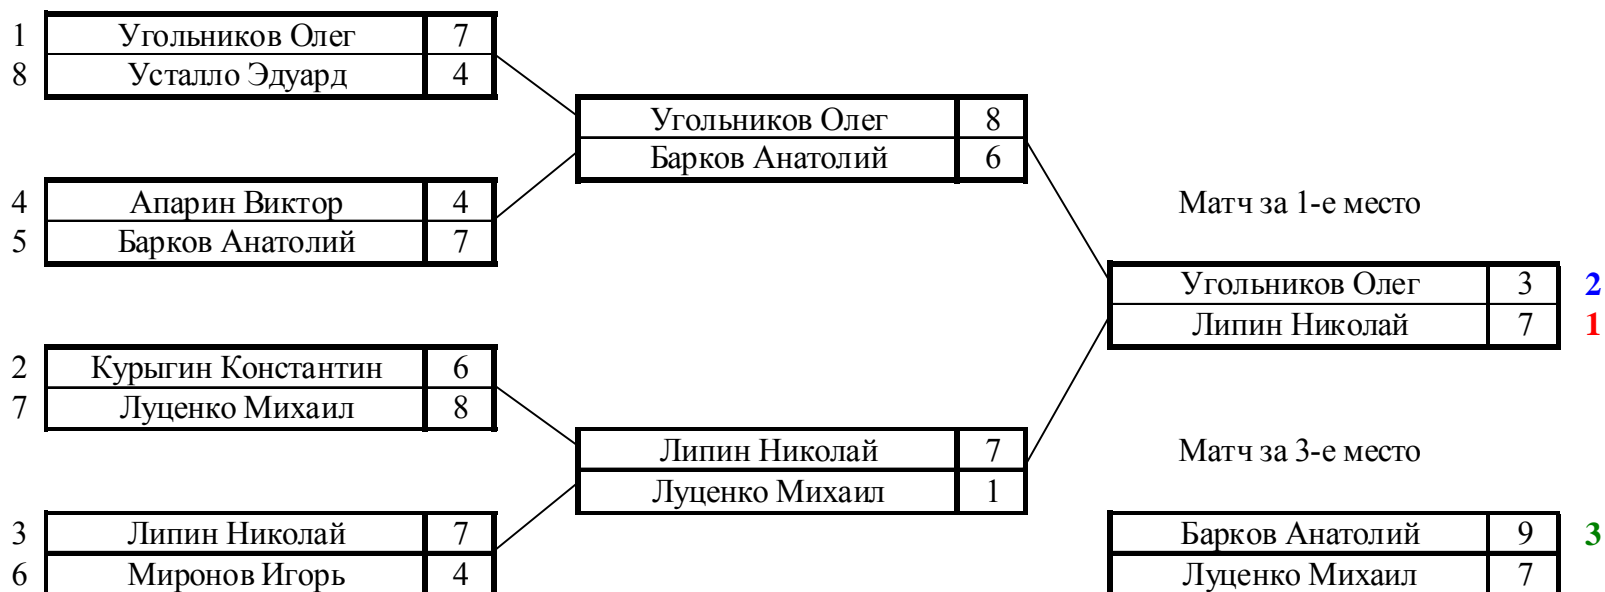 1 Угольников Олег 7
8 Усталло Эдуард 4
Угольников Олег 8
Барков Анатолий 6
4 Апарин Виктор 4
5 Барков Анатолий 7
Матч за 1-е место
Угольников Олег 3 2
Липин Николай 7 1
2 Курыгин Константин 6
7 Луценко Михаил 8
Липин Николай 7
Луценко Михаил 1
Матч за 3-е место
3 Липин Николай 7
6 Миронов Игорь 4
Барков Анатолий 9 3
Луценко Михаил 7